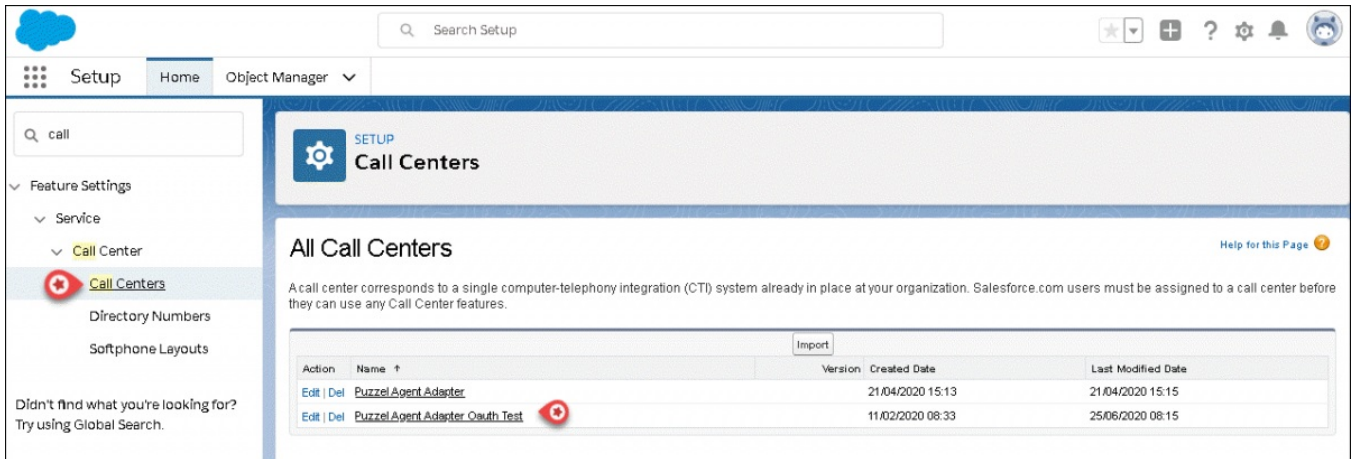 Search Setup
Setup Home Object Manager
call
SETUP
Call Centers
Feature Settings
Service
Call Center
Call Centers
Directory Numbers
Softphone Layouts
Didn't find what you're looking for?
Try using Global Search.
All Call Centers
Help for this Page ?
A call center corresponds to a single computer-telephony integration (CTI) system already in place at your organization. Salesforce.com users must be assigned to a call center before
they can use any Call Center features.
Import
Action Name ↑ Version Created Date Last Modified Date
Edit | Del Puzzel Agent Adapter 21/04/2020 15:13 21/04/2020 15:15
Edit | Del Puzzel Agent Adapter Oauth Test 11/02/2020 08:33 25/06/2020 08:15